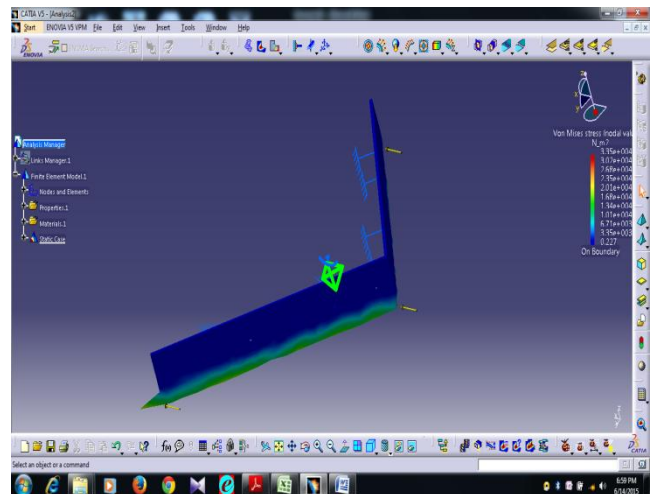 CATIA V5 - [Analysis2]
Start ENOVIA V5 VPM File Edit View Insert Tools Window Help
ENOVIA
Analysis Manager
Links Manager.1
Finite Element Model.1
Nodes and Elements
Properties.1
Materials.1
Static Case
Von Mises stress (nodal val
N_m2
3.35e+004
3.02e+004
2.68e+004
2.35e+004
2.01e+004
1.68e+004
1.34e+004
1.01e+004
6.71e+003
3.35e+003
0.227
On Boundary
Select an object or a command
CATIA
6:59 PM
6/14/2015